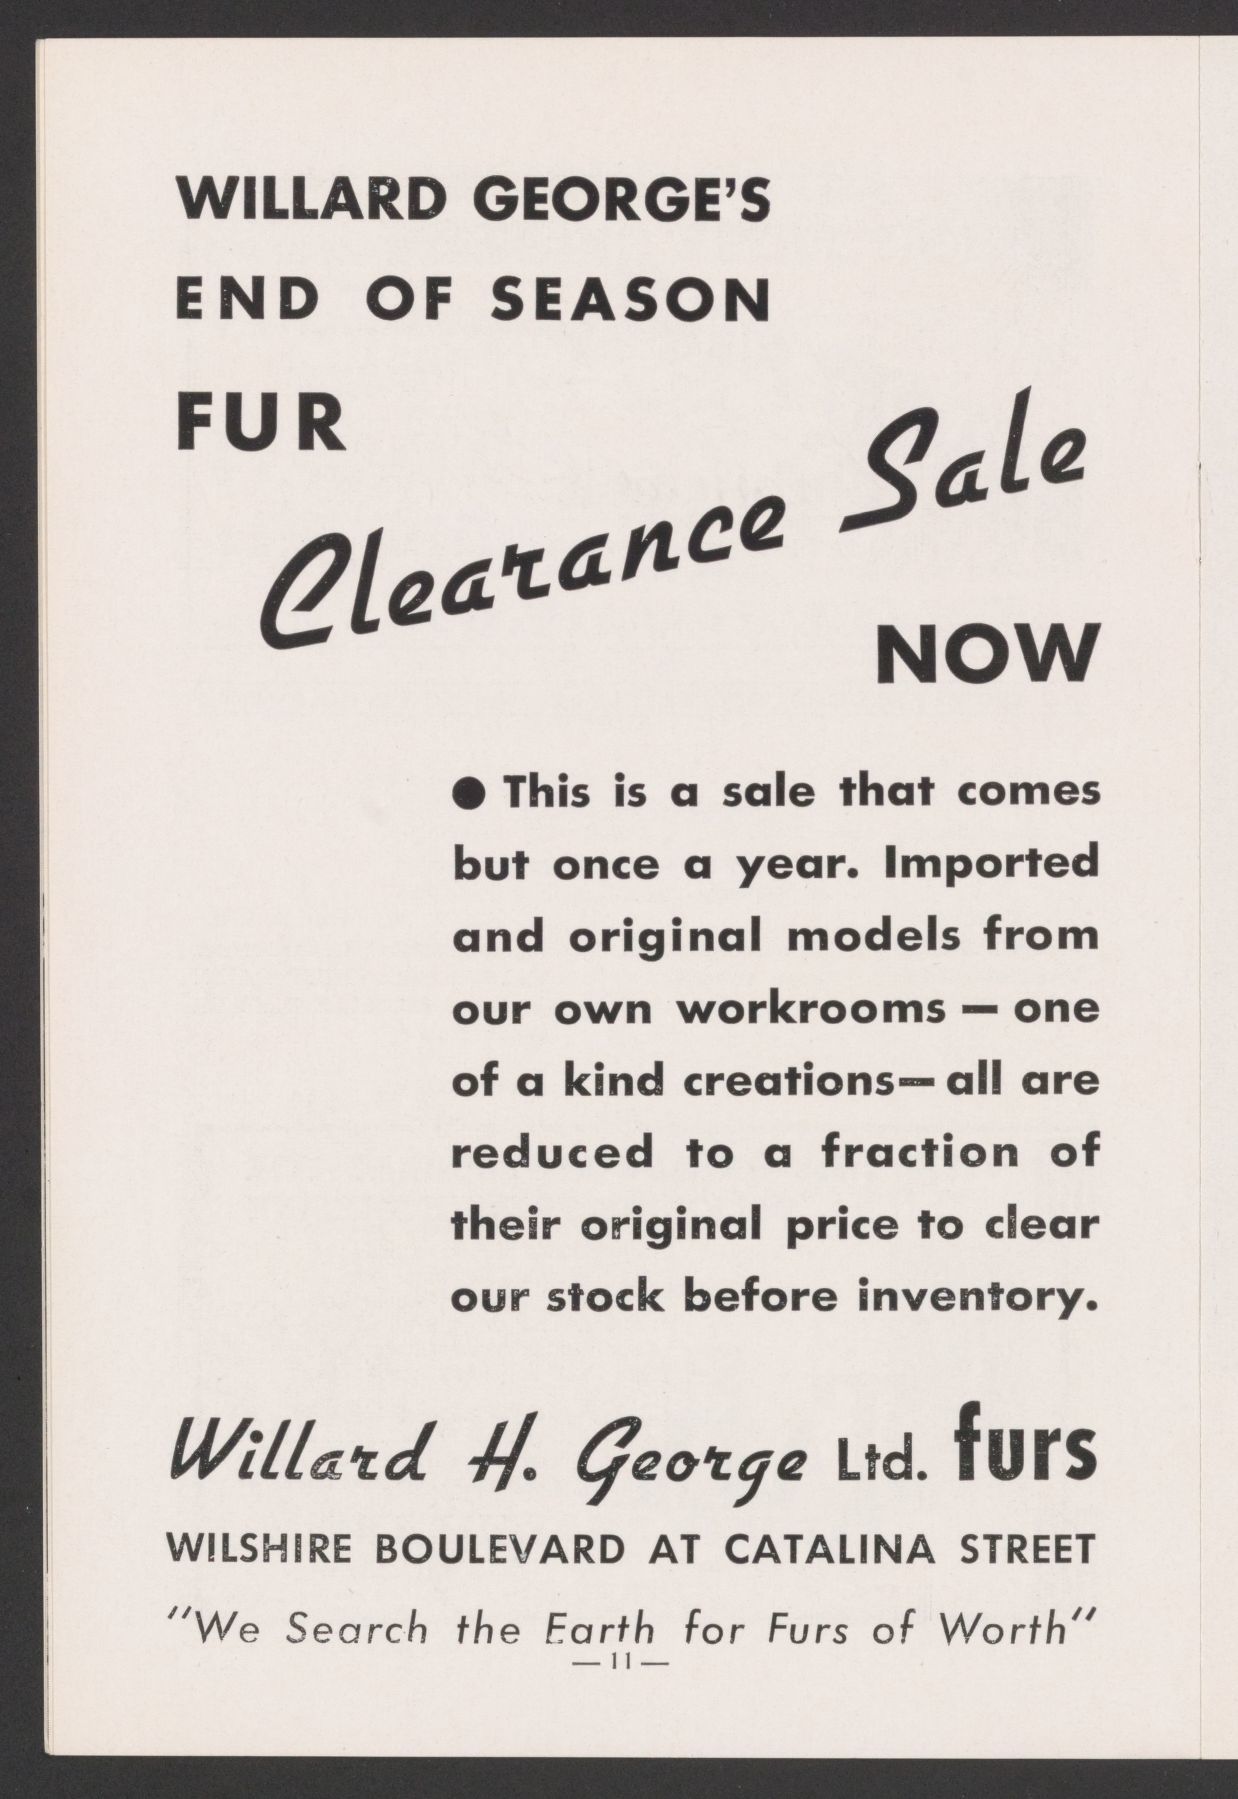 WILLARD GEORGE'S
END OF SEASON
FUR
Clearance Sale
NOW
● This is a sale that comes
but once a year. Imported
and original models from
our own workrooms — one
of a kind creations— all are
reduced to a fraction of
their original price to clear
our stock before inventory.
Willard H. George Ltd. furs
WILSHIRE BOULEVARD AT CATALINA STREET
"We Search the Earth for Furs of Worth"
— 11 —